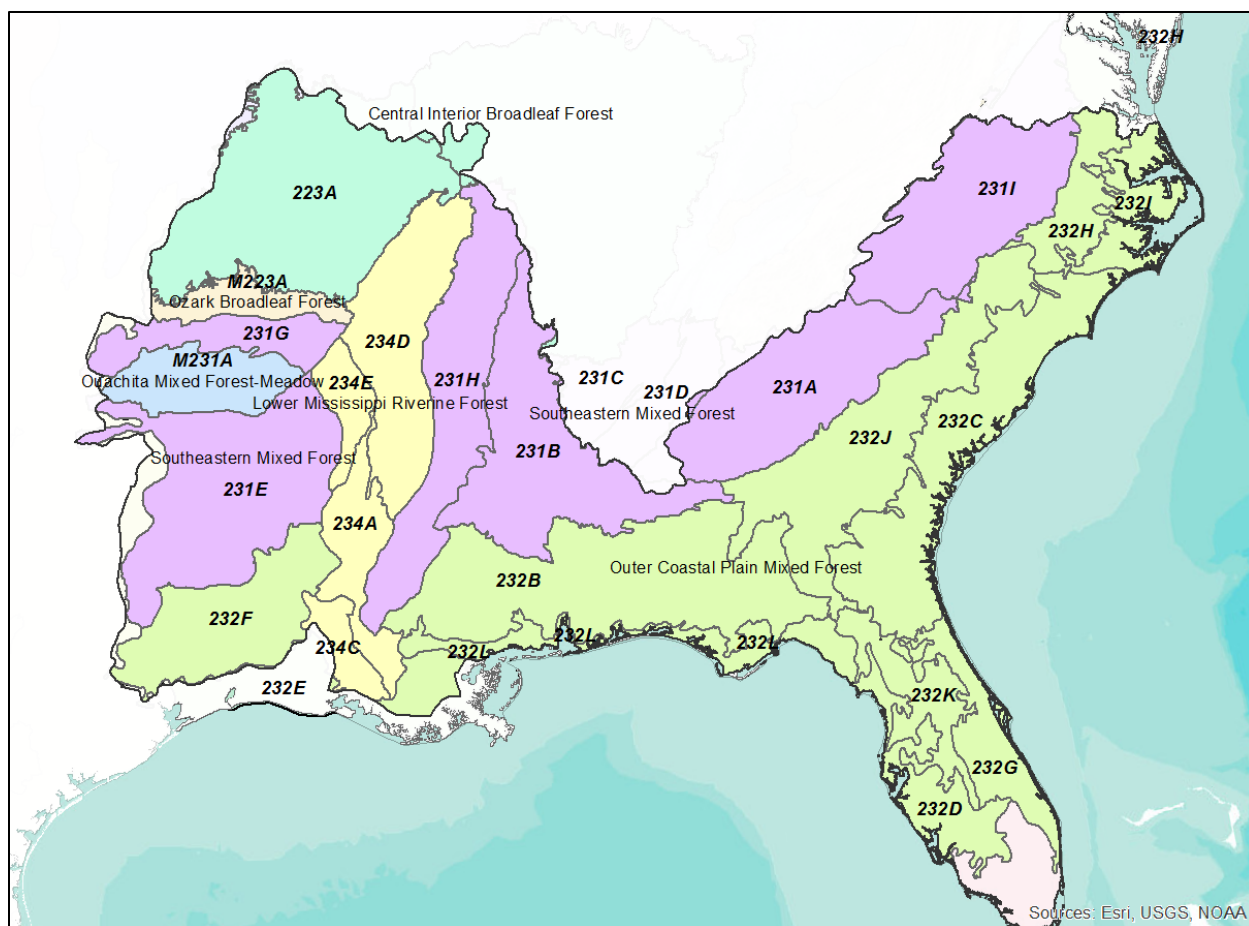 232H
Central Interior Broadleaf Forest
223A
231I
232I
232H
M223A
Ozark Broadleaf Forest
231G
234D
M231A
Ouachita Mixed Forest-Meadow
234E
231H
231C
231D
231A
Lower Mississippi Riverine Forest
Southeastern Mixed Forest
232C
232J
Southeastern Mixed Forest
231B
231E
234A
Outer Coastal Plain Mixed Forest
232B
232F
232L
232L
234C
232L
232E
232K
232G
232D
Sources: Esri, USGS, NOAA